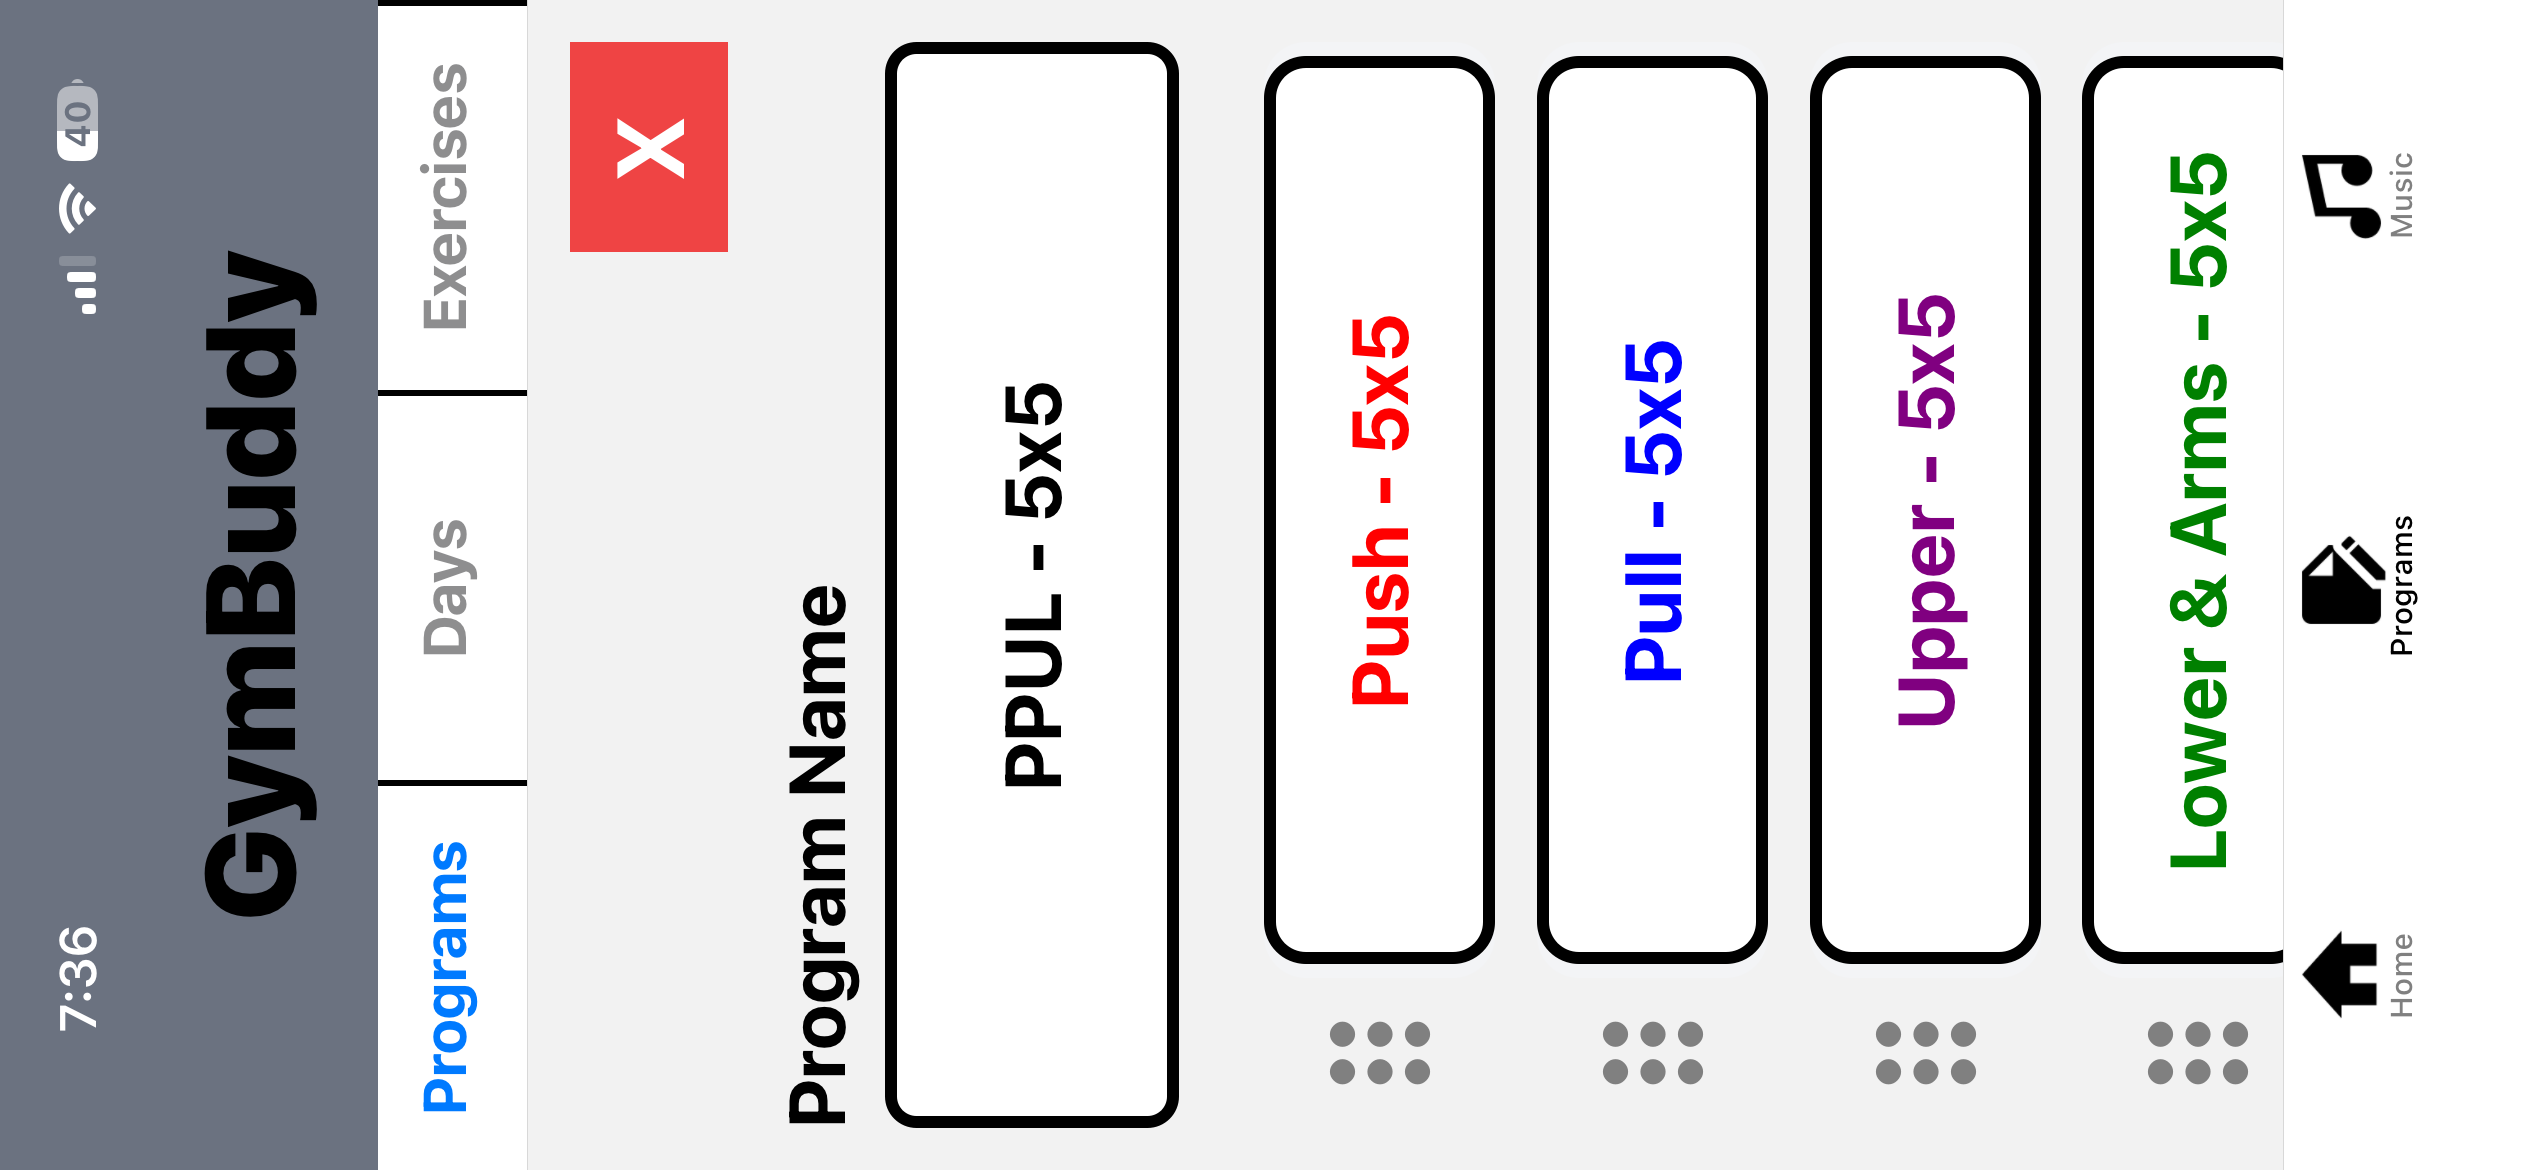 7:36
40
GymBuddy
Programs
Days
Exercises
X
Program Name
PPUL - 5x5
Push - 5x5
Pull - 5x5
Upper - 5x5
Lower & Arms - 5x5
Home
Programs
Music